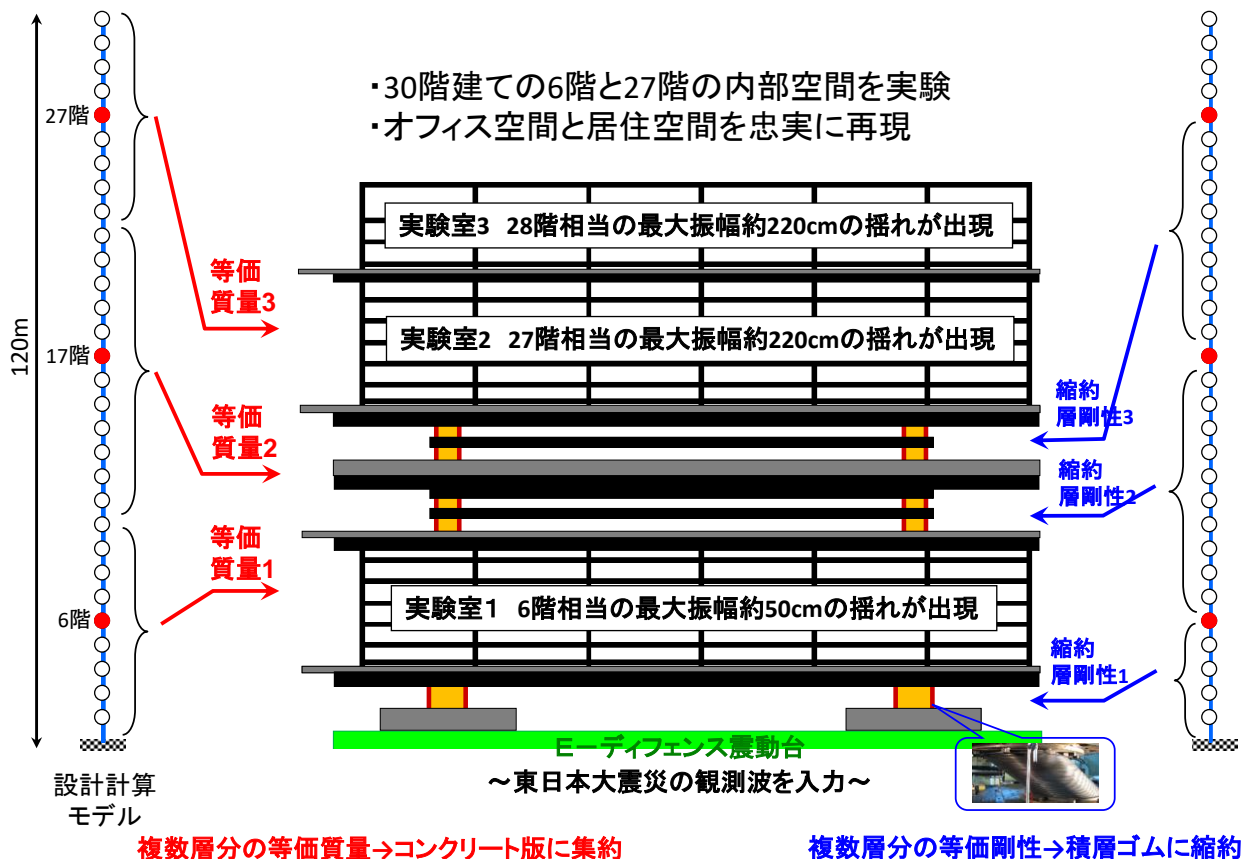 ・30階建ての6階と27階の内部空間を実験
・オフィス空間と居住空間を忠実に再現
120m
27階
17階
6階
設計計算
モデル
等価
質量3
等価
質量2
等価
質量1
実験室3 28階相当の最大振幅約220cmの揺れが出現
実験室2 27階相当の最大振幅約220cmの揺れが出現
実験室1 6階相当の最大振幅約50cmの揺れが出現
縮約
層剛性3
縮約
層剛性2
縮約
層剛性1
E－ディフェンス震動台
～東日本大震災の観測波を入力～
複数層分の等価質量→コンクリート版に集約
複数層分の等価剛性→積層ゴムに縮約